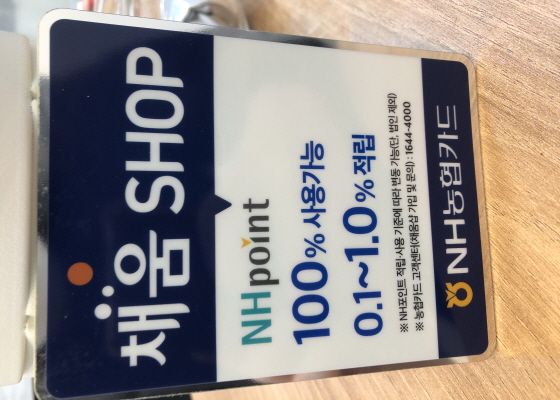 채움 SHOP
NHpoint
100% 사용가능
0.1~1.0% 적립
※ NH포인트 적립·사용 기준에 따라 변동 가능(단, 법인 제외)
※ 농협카드 고객센터(채움샵 가입 및 문의) : 1644-4000
NH농협카드